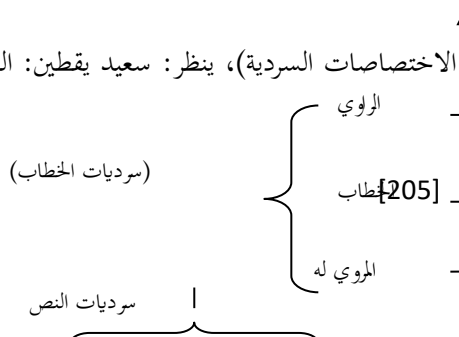 الاختصاصات السردية)، ينظر: سعيد يقطين: ال
الراوي
(سرديات الخطاب)
الخطاب [205]
المروي له
سرديات النص